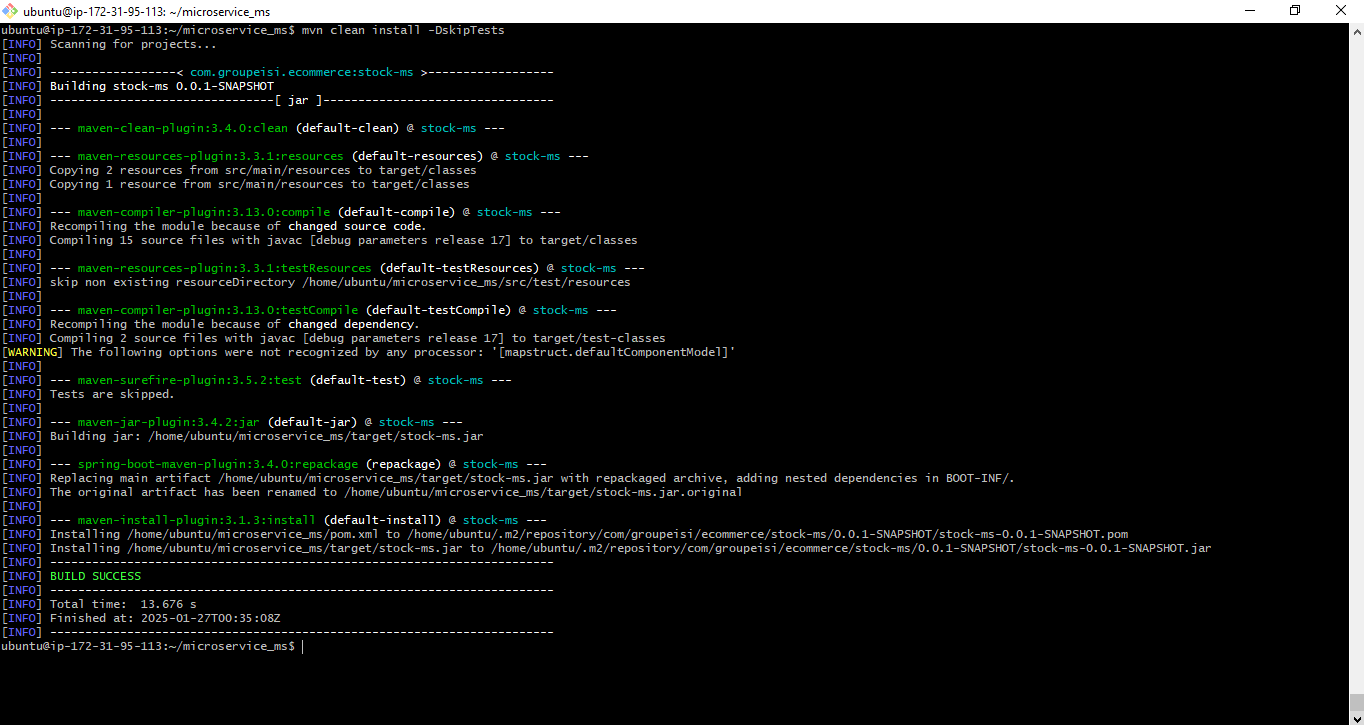 ubuntu@ip-172-31-95-113: ~/microservice_ms
ubuntu@ip-172-31-95-113:~/microservice_ms$ mvn clean install -DskipTests
[INFO] Scanning for projects...
[INFO]
[INFO] ------------------< com.groupeisi.ecommerce:stock-ms >------------------
[INFO] Building stock-ms 0.0.1-SNAPSHOT
[INFO] --------------------------------[ jar ]---------------------------------
[INFO]
[INFO] --- maven-clean-plugin:3.4.0:clean (default-clean) @ stock-ms ---
[INFO]
[INFO] --- maven-resources-plugin:3.3.1:resources (default-resources) @ stock-ms ---
[INFO] Copying 2 resources from src/main/resources to target/classes
[INFO] Copying 1 resource from src/main/resources to target/classes
[INFO]
[INFO] --- maven-compiler-plugin:3.13.0:compile (default-compile) @ stock-ms ---
[INFO] Recompiling the module because of changed source code.
[INFO] Compiling 15 source files with javac [debug parameters release 17] to target/classes
[INFO]
[INFO] --- maven-resources-plugin:3.3.1:testResources (default-testResources) @ stock-ms ---
[INFO] skip non existing resourceDirectory /home/ubuntu/microservice_ms/src/test/resources
[INFO]
[INFO] --- maven-compiler-plugin:3.13.0:testCompile (default-testCompile) @ stock-ms ---
[INFO] Recompiling the module because of changed dependency.
[INFO] Compiling 2 source files with javac [debug parameters release 17] to target/test-classes
[WARNING] The following options were not recognized by any processor: '[mapstruct.defaultComponentModel]'
[INFO]
[INFO] --- maven-surefire-plugin:3.5.2:test (default-test) @ stock-ms ---
[INFO] Tests are skipped.
[INFO]
[INFO] --- maven-jar-plugin:3.4.2:jar (default-jar) @ stock-ms ---
[INFO] Building jar: /home/ubuntu/microservice_ms/target/stock-ms.jar
[INFO]
[INFO] --- spring-boot-maven-plugin:3.4.0:repackage (repackage) @ stock-ms ---
[INFO] Replacing main artifact /home/ubuntu/microservice_ms/target/stock-ms.jar with repackaged archive, adding nested dependencies in BOOT-INF/.
[INFO] The original artifact has been renamed to /home/ubuntu/microservice_ms/target/stock-ms.jar.original
[INFO]
[INFO] --- maven-install-plugin:3.1.3:install (default-install) @ stock-ms ---
[INFO] Installing /home/ubuntu/microservice_ms/pom.xml to /home/ubuntu/.m2/repository/com/groupeisi/ecommerce/stock-ms/0.0.1-SNAPSHOT/stock-ms-0.0.1-SNAPSHOT.pom
[INFO] Installing /home/ubuntu/microservice_ms/target/stock-ms.jar to /home/ubuntu/.m2/repository/com/groupeisi/ecommerce/stock-ms/0.0.1-SNAPSHOT/stock-ms-0.0.1-SNAPSHOT.jar
[INFO] ------------------------------------------------------------------------
[INFO] BUILD SUCCESS
[INFO] ------------------------------------------------------------------------
[INFO] Total time:  13.676 s
[INFO] Finished at: 2025-01-27T00:35:08Z
[INFO] ------------------------------------------------------------------------
ubuntu@ip-172-31-95-113:~/microservice_ms$